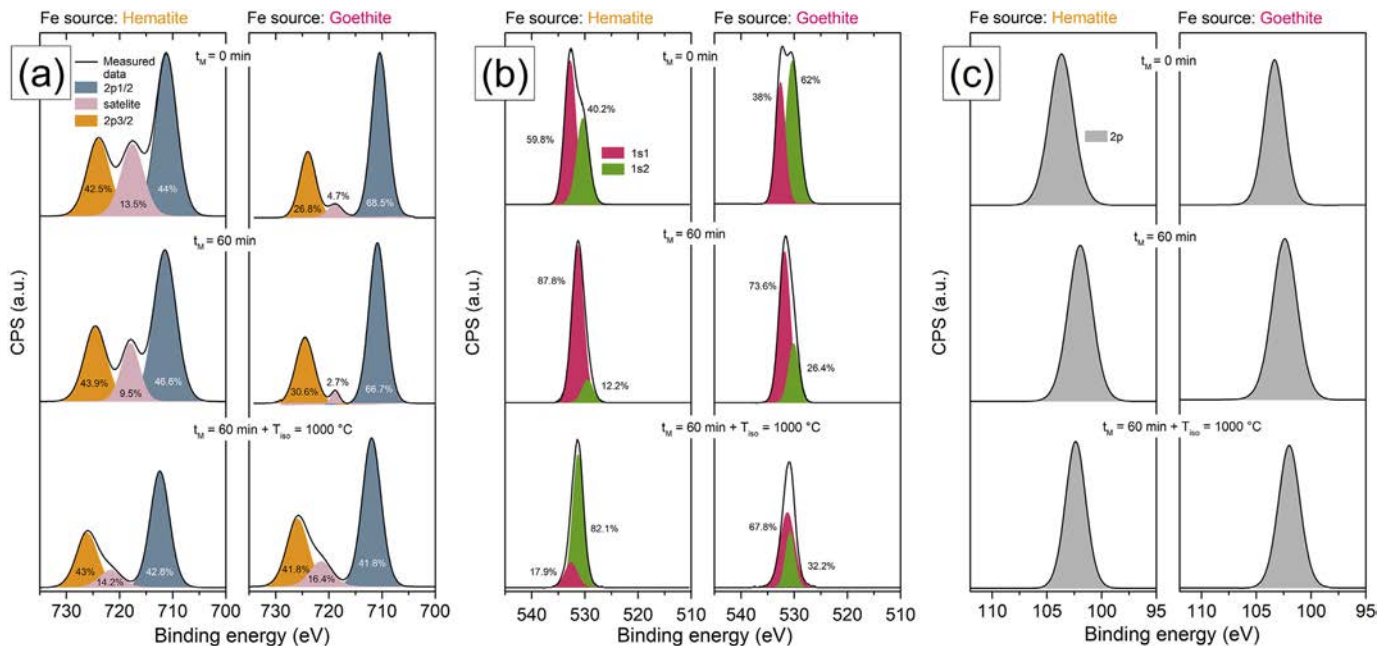 Fe source: Hematite
Fe source: Goethite
(a)
tM = 0 min
Measured
data
2p1/2
satelite
2p3/2
42.5%
13.5%
44%
26.8%
4.7%
68.5%
tM = 60 min
43.9%
9.5%
46.6%
30.6%
2.7%
66.7%
tM = 60 min + Tiso = 1000 °C
43%
14.2%
42.8%
41.8%
16.4%
41.8%
CPS (a.u.)
730 720 710 700
730 720 710 700
Binding energy (eV)
Fe source: Hematite
Fe source: Goethite
(b)
tM = 0 min
59.8%
40.2%
1s1
1s2
38%
62%
tM = 60 min
87.8%
12.2%
73.6%
26.4%
tM = 60 min + Tiso = 1000 °C
82.1%
17.9%
67.8%
32.2%
CPS (a.u.)
540 530 520 510
540 530 520 510
Binding energy (eV)
Fe source: Hematite
Fe source: Goethite
(c)
tM = 0 min
2p
tM = 60 min
tM = 60 min + Tiso = 1000 °C
CPS (a.u.)
110 105 100 95
110 105 100 95
Binding energy (eV)